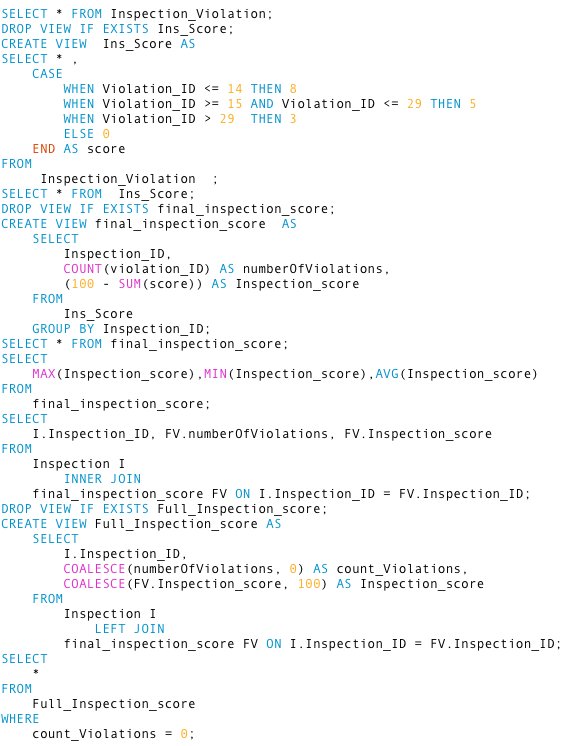 SELECT * FROM Inspection_Violation;
DROP VIEW IF EXISTS Ins_Score;
CREATE VIEW  Ins_Score AS
SELECT * ,
    CASE
        WHEN Violation_ID <= 14 THEN 8
        WHEN Violation_ID >= 15 AND Violation_ID <= 29 THEN 5
        WHEN Violation_ID > 29  THEN 3
        ELSE 0
    END AS score
FROM
     Inspection_Violation  ;
SELECT * FROM  Ins_Score;
DROP VIEW IF EXISTS final_inspection_score;
CREATE VIEW final_inspection_score  AS
    SELECT
        Inspection_ID,
        COUNT(violation_ID) AS numberOfViolations,
        (100 - SUM(score)) AS Inspection_score
    FROM
        Ins_Score
    GROUP BY Inspection_ID;
SELECT * FROM final_inspection_score;
SELECT
    MAX(Inspection_score),MIN(Inspection_score),AVG(Inspection_score)
FROM
    final_inspection_score;
SELECT
    I.Inspection_ID, FV.numberOfViolations, FV.Inspection_score
FROM
    Inspection I
        INNER JOIN
    final_inspection_score FV ON I.Inspection_ID = FV.Inspection_ID;
DROP VIEW IF EXISTS Full_Inspection_score;
CREATE VIEW Full_Inspection_score AS
    SELECT
        I.Inspection_ID,
        COALESCE(numberOfViolations, 0) AS count_Violations,
        COALESCE(FV.Inspection_score, 100) AS Inspection_score
    FROM
        Inspection I
            LEFT JOIN
        final_inspection_score FV ON I.Inspection_ID = FV.Inspection_ID;
SELECT
    *
FROM
    Full_Inspection_score
WHERE
    count_Violations = 0;